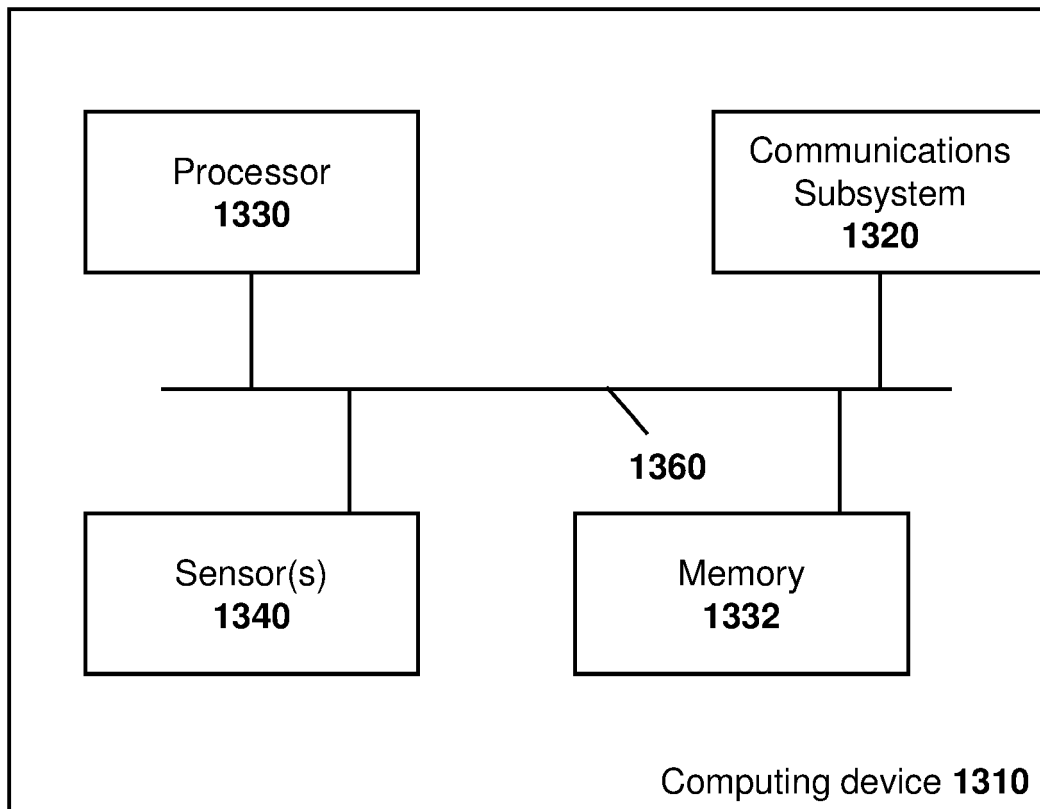 Processor
1330
Communications
Subsystem
1320
1360
Sensor(s)
1340
Memory
1332
Computing device 1310